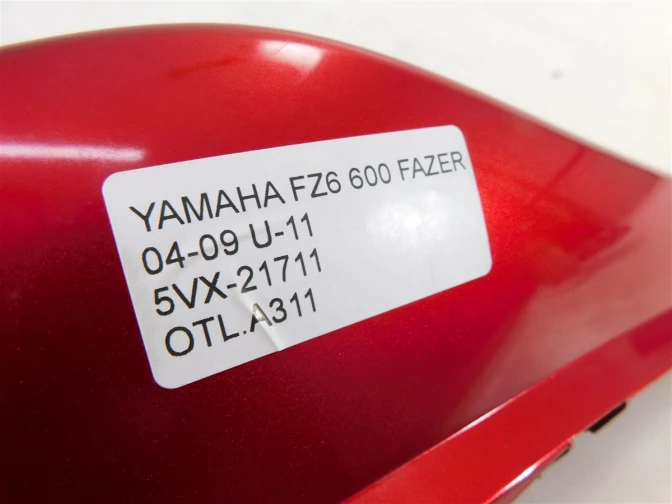 YAMAHA FZ6 600 FAZER
04-09 U-11
5VX-21711
OTL.A311